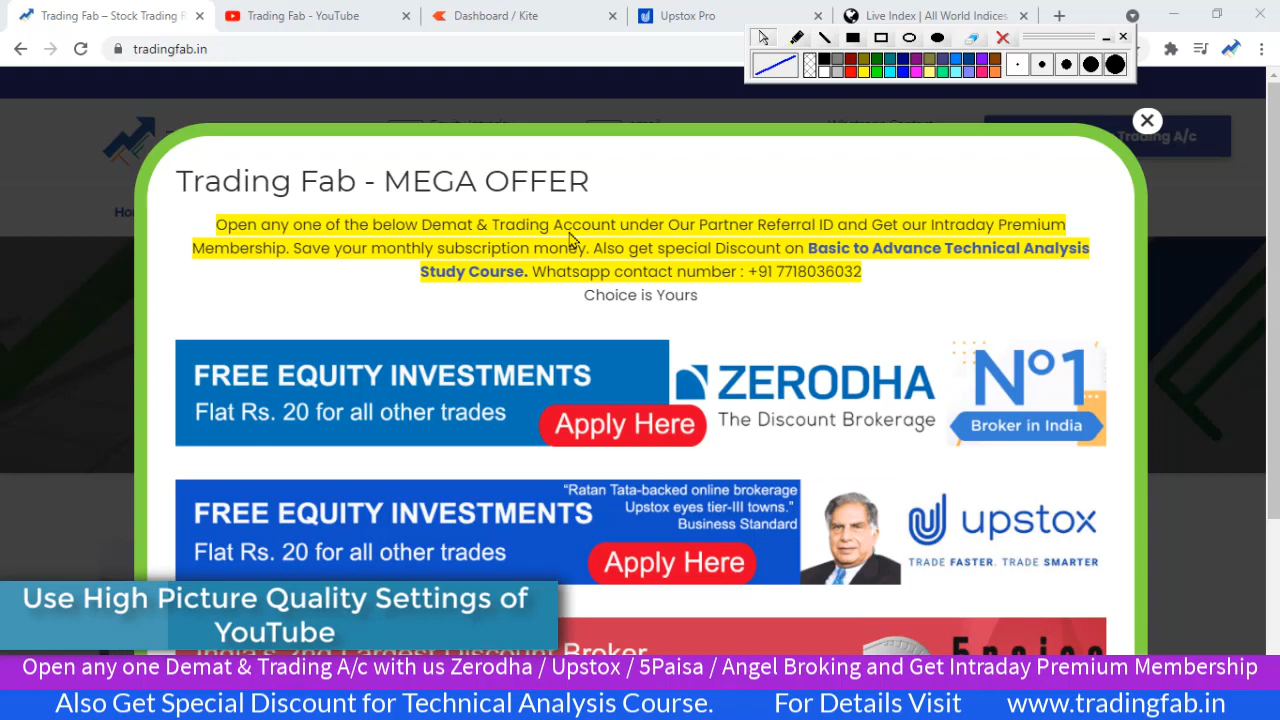 Trading Fab – Stock Trading R
Trading Fab - YouTube
Dashboard / Kite
Upstox Pro
Live Index | All World Indices
tradingfab.in
Trading A/c
Trading Fab - MEGA OFFER
Open any one of the below Demat & Trading Account under Our Partner Referral ID and Get our Intraday Premium
Membership. Save your monthly subscription money. Also get special Discount on Basic to Advance Technical Analysis
Study Course. Whatsapp contact number : +91 7718036032
Choice is Yours
FREE EQUITY INVESTMENTS
Flat Rs. 20 for all other trades
Apply Here
ZERODHA
The Discount Brokerage
Nº1
Broker in India
FREE EQUITY INVESTMENTS
Flat Rs. 20 for all other trades
"Ratan Tata-backed online brokerage
Upstox eyes tier-III towns."
Business Standard
Apply Here
upstox
TRADE FASTER. TRADE SMARTER
India's 2nd Largest Discount Broker
5paisa
Use High Picture Quality Settings of
YouTube
Open any one Demat & Trading A/c with us Zerodha / Upstox / 5Paisa / Angel Broking and Get Intraday Premium Membership
Also Get Special Discount for Technical Analysis Course. For Details Visit www.tradingfab.in